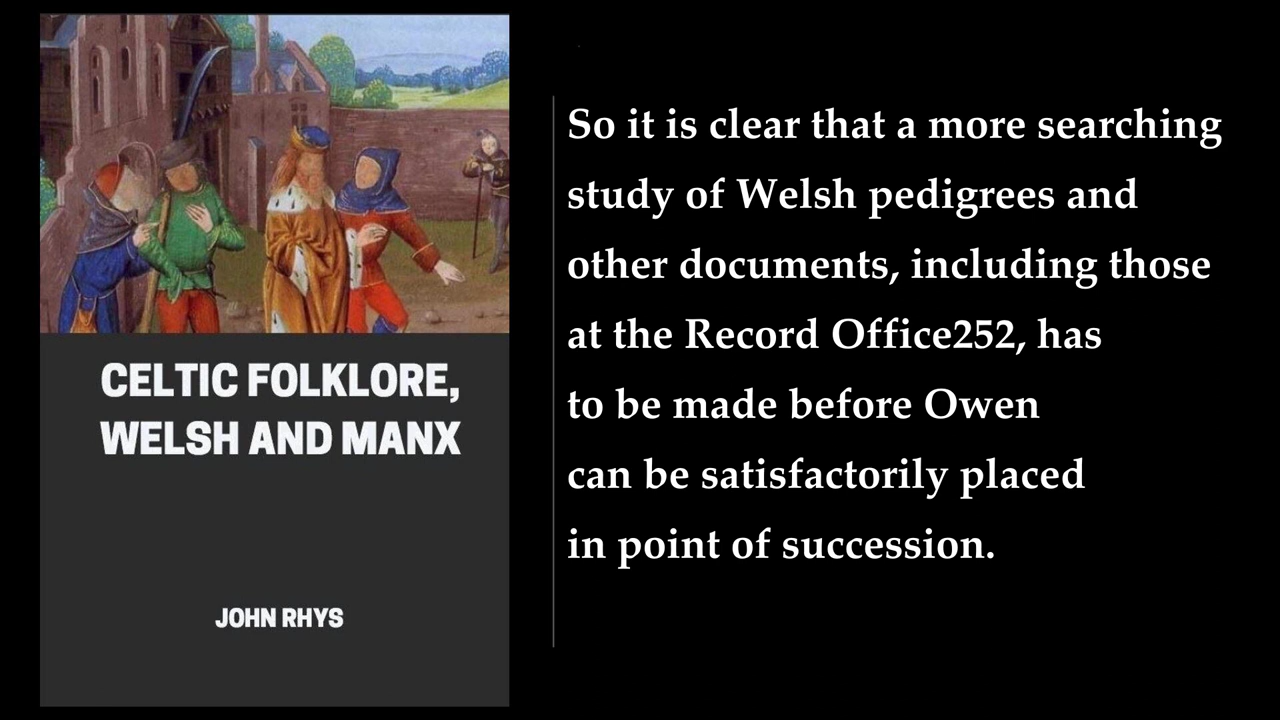 CELTIC FOLKLORE,
WELSH AND MANX
JOHN RHYS
So it is clear that a more searching
study of Welsh pedigrees and
other documents, including those
at the Record Office252, has
to be made before Owen
can be satisfactorily placed
in point of succession.